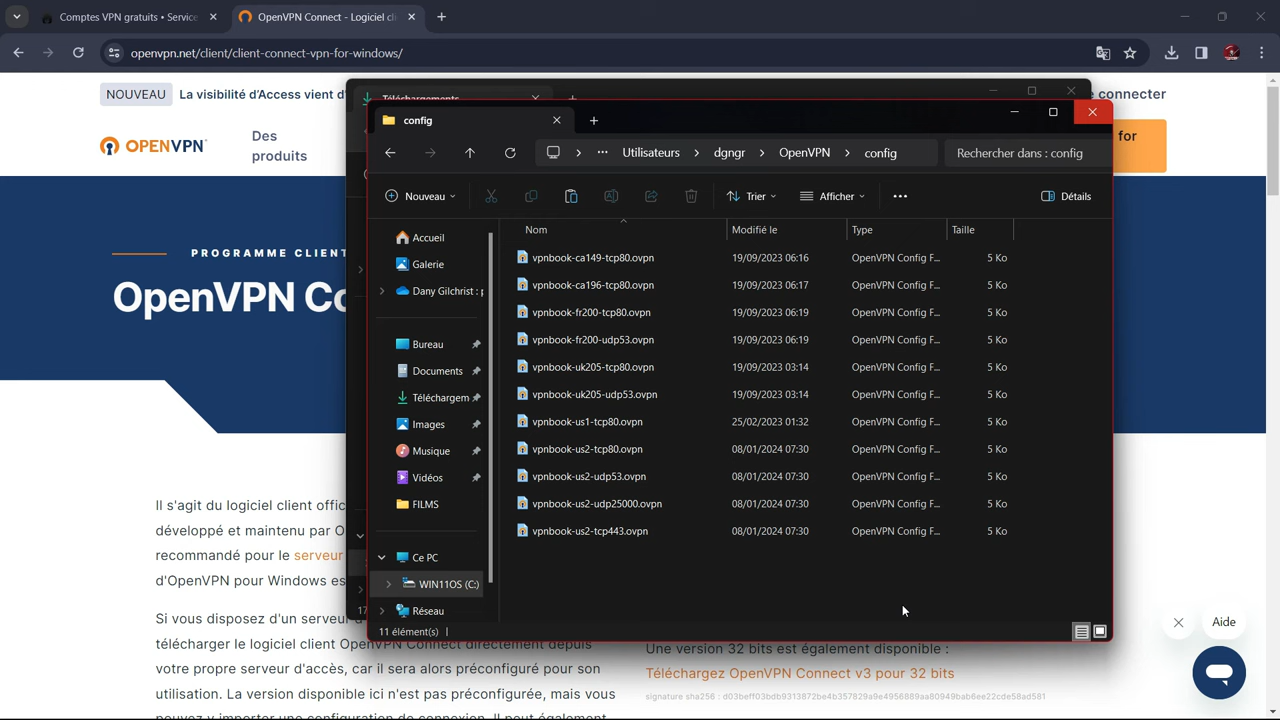 Comptes VPN gratuits • Service
OpenVPN Connect - Logiciel cli
openvpn.net/client/client-connect-vpn-for-windows/
NOUVEAU
La visibilité d'Access vient d'
e connecter
OPENVPN
Des
produits
for
PROGRAMME CLIENT
OpenVPN Co
Il s'agit du logiciel client offic
développé et maintenu par O
recommandé pour le serveur
d'OpenVPN pour Windows es
Si vous disposez d'un serveur d
télécharger le logiciel client OpenVPN Connect directement depuis
votre propre serveur d'accès, car il sera alors préconfiguré pour son
utilisation. La version disponible ici n'est pas préconfigurée, mais vous
pouvez y importer une configuration de connexion. Il peut également
Une version 32 bits est également disponible :
Téléchargez OpenVPN Connect v3 pour 32 bits
Aide
Téléchargements
17
config
Utilisateurs > dgngr > OpenVPN > config
Rechercher dans : config
Nouveau
Trier
Afficher
Détails
Accueil
Galerie
Dany Gilchrist : p
Bureau
Documents
Téléchargem
Images
Musique
Vidéos
FILMS
Ce PC
WIN11OS (C:)
Réseau
Nom Modifié le Type Taille
vpnbook-ca149-tcp80.ovpn 19/09/2023 06:16 OpenVPN Config F... 5 Ko
vpnbook-ca196-tcp80.ovpn 19/09/2023 06:17 OpenVPN Config F... 5 Ko
vpnbook-fr200-tcp80.ovpn 19/09/2023 06:19 OpenVPN Config F... 5 Ko
vpnbook-fr200-udp53.ovpn 19/09/2023 06:19 OpenVPN Config F... 5 Ko
vpnbook-uk205-tcp80.ovpn 19/09/2023 03:14 OpenVPN Config F... 5 Ko
vpnbook-uk205-udp53.ovpn 19/09/2023 03:14 OpenVPN Config F... 5 Ko
vpnbook-us1-tcp80.ovpn 25/02/2023 01:32 OpenVPN Config F... 5 Ko
vpnbook-us2-tcp80.ovpn 08/01/2024 07:30 OpenVPN Config F... 5 Ko
vpnbook-us2-udp53.ovpn 08/01/2024 07:30 OpenVPN Config F... 5 Ko
vpnbook-us2-udp25000.ovpn 08/01/2024 07:30 OpenVPN Config F... 5 Ko
vpnbook-us2-tcp443.ovpn 08/01/2024 07:30 OpenVPN Config F... 5 Ko
11 élément(s)